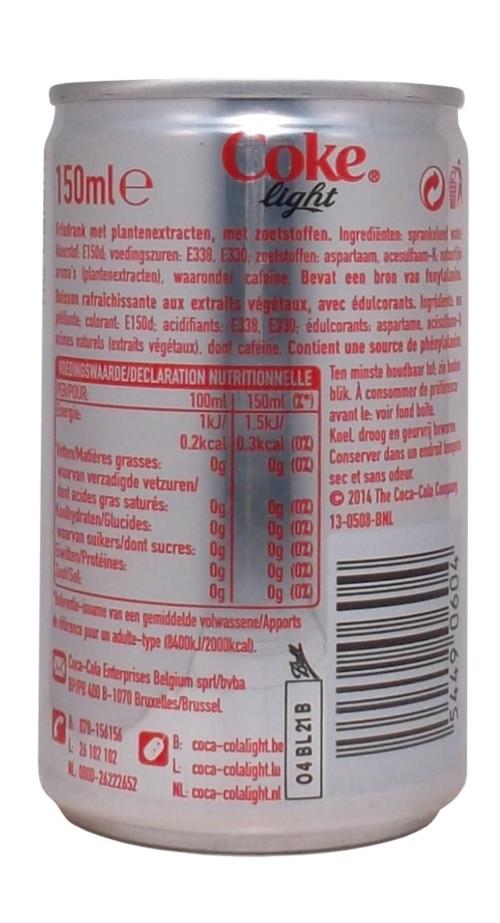 150ml e
Coke®
light
Frisdrank met plantenextracten, met zoetstoffen. Ingrediënten: sprankelend water,
kleurstof: E150d, voedingszuren: E338, E330; zoetstoffen: aspartaam, acesulfaam-K; natuurlijke
aroma's (plantenextracten), waaronder cafeïne. Bevat een bron van fenylalanine.
Boisson rafraîchissante aux extraits végétaux, avec édulcorants. Ingrédients: eau
pétillante; colorant: E150d; acidifiants: E338, E330; édulcorants: aspartame, acésulfame-K
arômes naturels (extraits végétaux), dont caféine. Contient une source de phénylalanine.
VOEDINGSWAARDE/DECLARATION NUTRITIONNELLE
PER/POUR: 100ml 150ml (%*)
Energie: 1kJ/ 1.5kJ/
0.2kcal 0.3kcal (0%)
Vetten/Matières grasses: 0g 0g (0%)
waarvan verzadigde vetzuren/
dont acides gras saturés: 0g 0g (0%)
Koolhydraten/Glucides: 0g 0g (0%)
waarvan suikers/dont sucres: 0g 0g (0%)
Eiwitten/Protéines: 0g 0g (0%)
Zout/Sel: 0g 0g (0%)
*Referentie-inname van een gemiddelde volwassene/Apports
de référence pour un adulte-type (8400kJ/2000kcal).
Ten minste houdbaar tot: zie bodem
blik. À consommer de préférence
avant le: voir fond boîte.
Koel, droog en geurvrij bewaren.
Conserver dans un endroit tempéré,
sec et sans odeur.
© 2014 The Coca-Cola Company
13-0508-BNL
Coca-Cola Enterprises Belgium sprl/bvba
BP/PB 400 B-1070 Bruxelles/Brussel
B: 078-156156
L: 26 102 102
NL: 0800-26222652
B: coca-colalight.be
L: coca-colalight.lu
NL: coca-colalight.nl
Ball
04BL21B
5449 0604